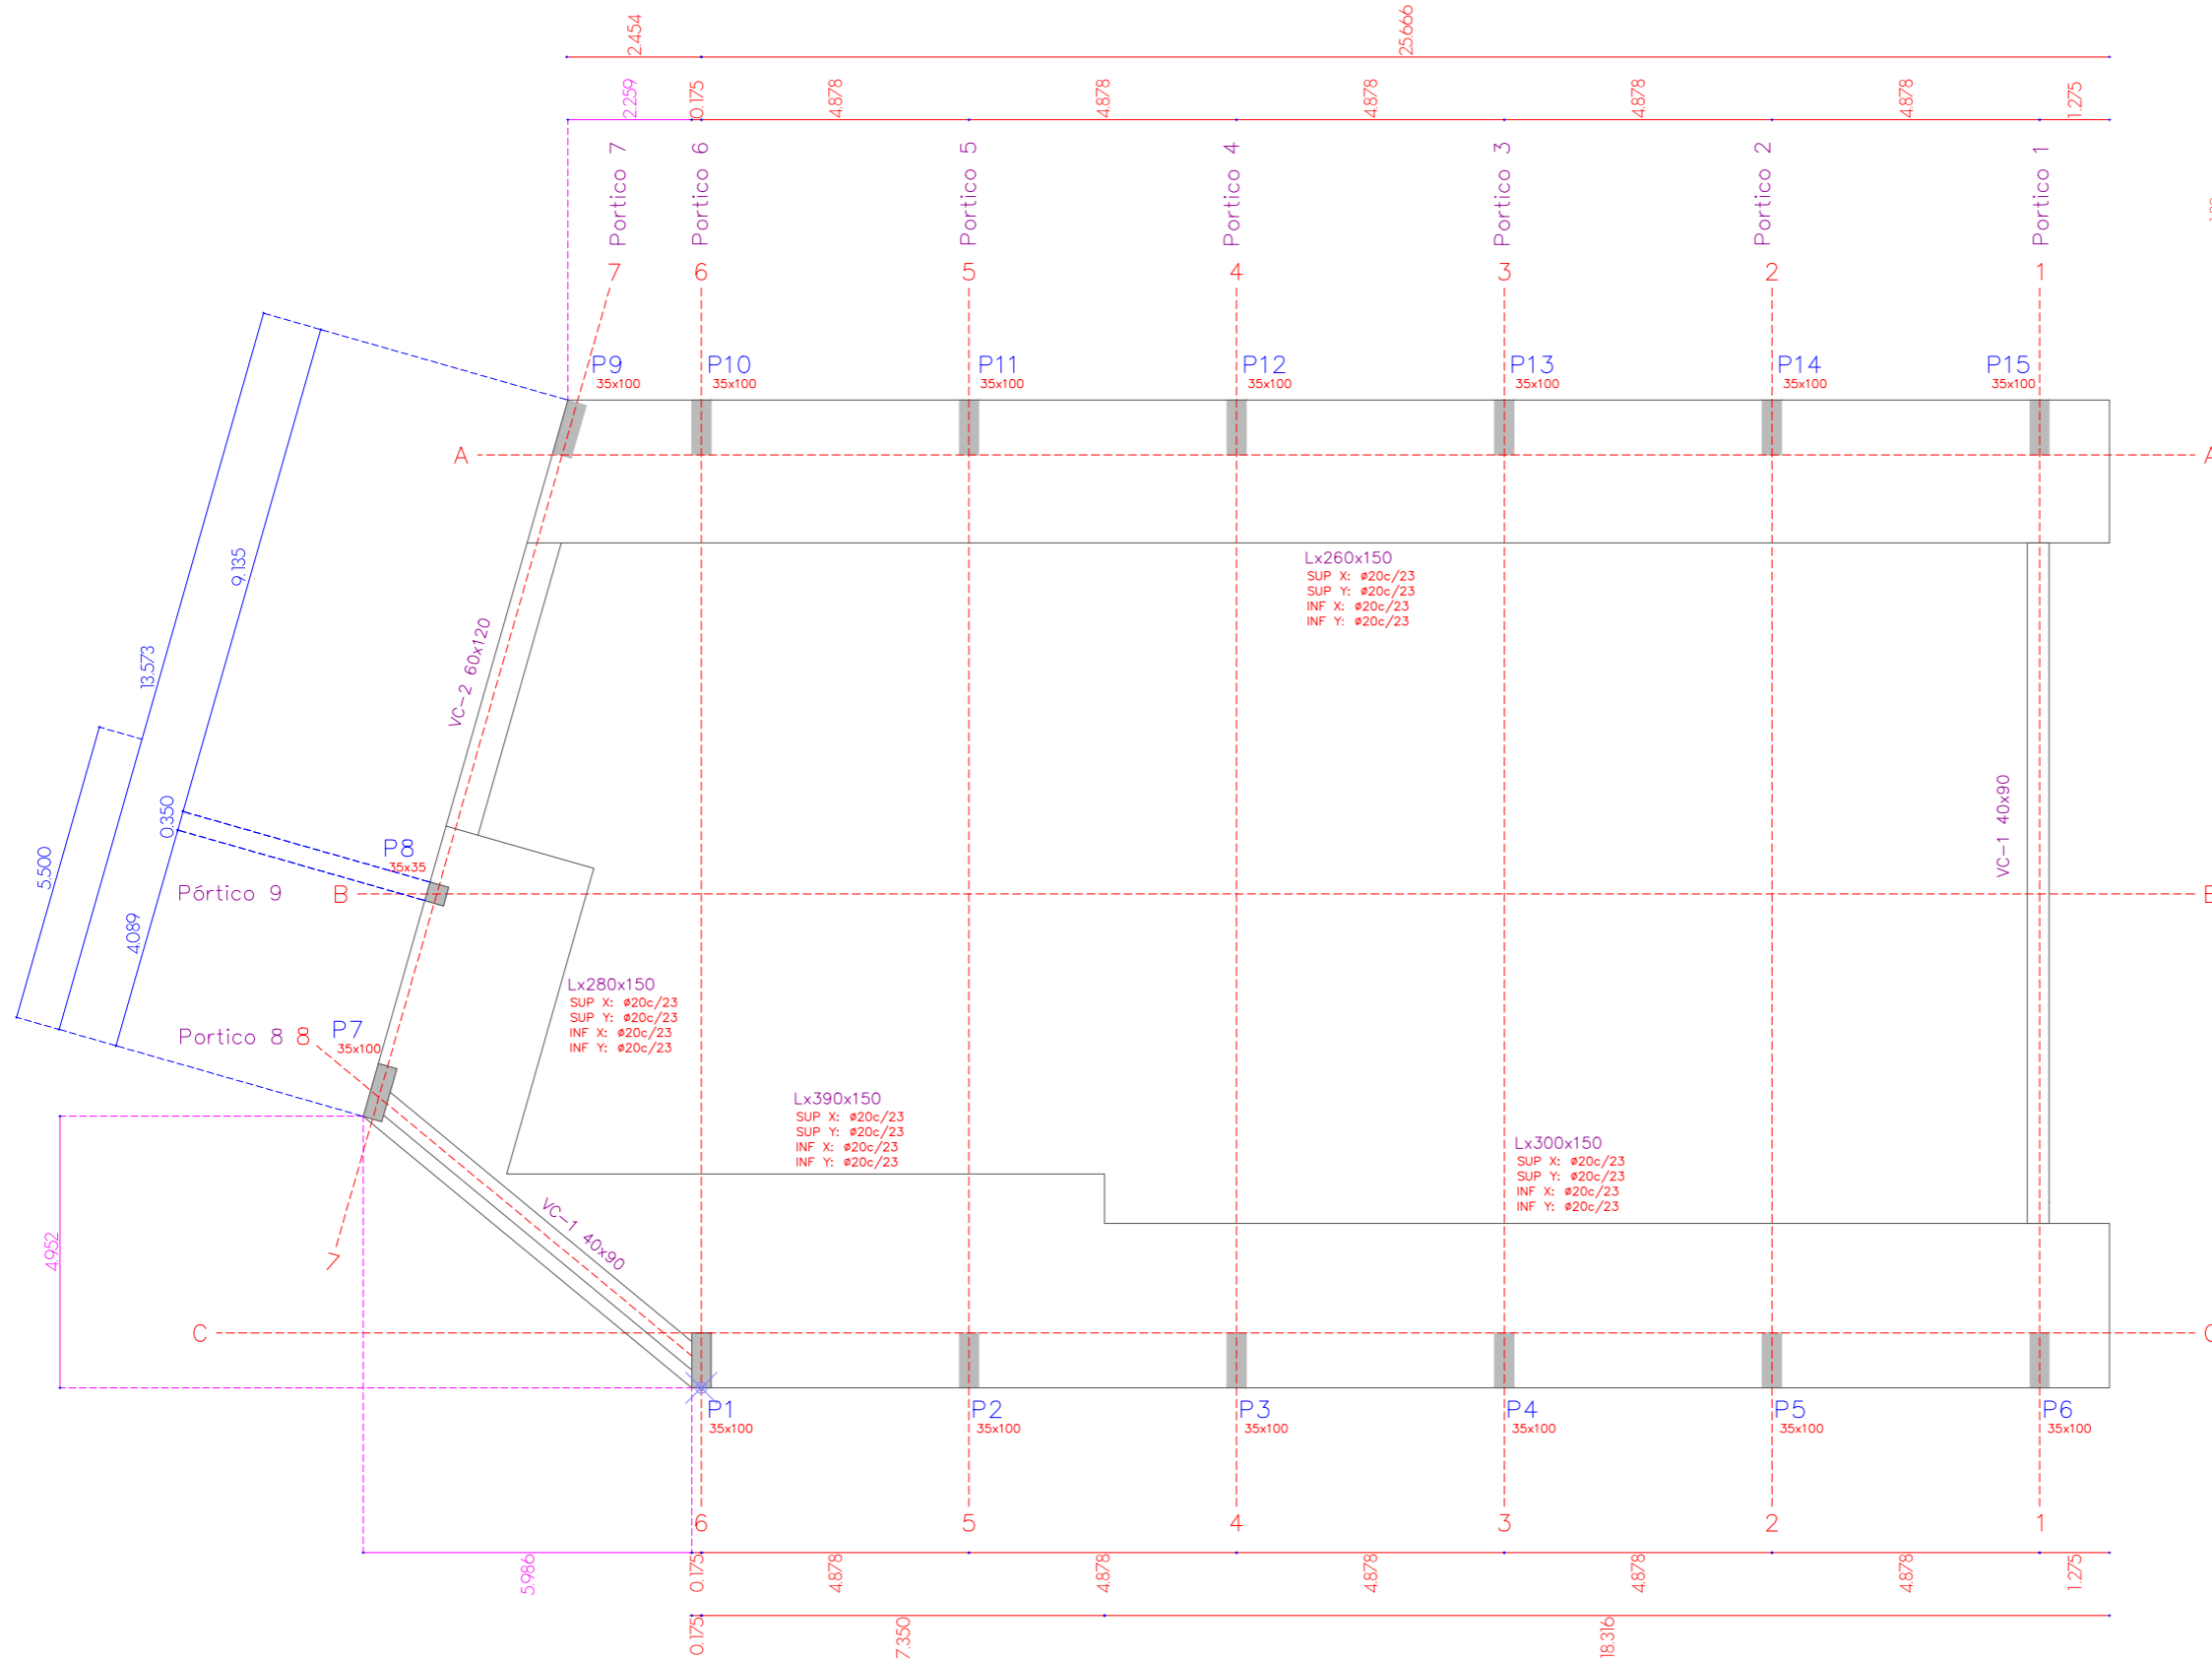 2.454
25.666
2.259
0.175
4.878
4.878
4.878
4.878
4.878
1.275
Portico 7
Portico 6
Portico 5
Portico 4
Portico 3
Portico 2
Portico 1
7
6
5
4
3
2
1
P9
35x100
P10
35x100
P11
35x100
P12
35x100
P13
35x100
P14
35x100
P15
35x100
A
A
Lx260x150
SUP X: ø20c/23
SUP Y: ø20c/23
INF X: ø20c/23
INF Y: ø20c/23
9.135
13.573
VC-2 60x120
0.350
5.500
4.089
P8
35x35
Pórtico 9
B
VC-1 40x90
Lx280x150
SUP X: ø20c/23
SUP Y: ø20c/23
INF X: ø20c/23
INF Y: ø20c/23
Portico 8
8
P7
35x100
Lx390x150
SUP X: ø20c/23
SUP Y: ø20c/23
INF X: ø20c/23
INF Y: ø20c/23
Lx300x150
SUP X: ø20c/23
SUP Y: ø20c/23
INF X: ø20c/23
INF Y: ø20c/23
VC-1 40x90
4.952
7
C
P1
35x100
P2
35x100
P3
35x100
P4
35x100
P5
35x100
P6
35x100
6
5
4
3
2
1
5.986
0.175
4.878
4.878
4.878
4.878
4.878
1.275
0.175
7.350
18.316